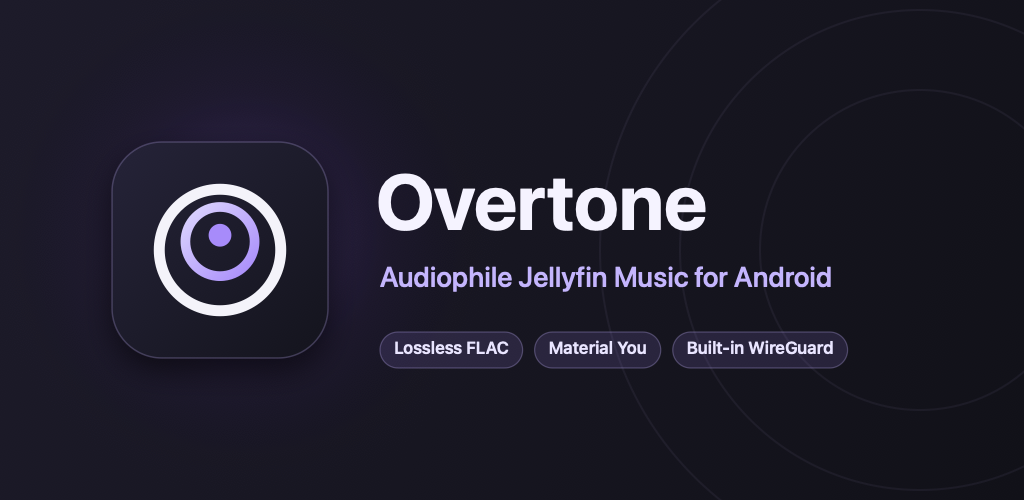 Overtone
Audiophile Jellyfin Music for Android
Lossless FLAC
Material You
Built-in WireGuard